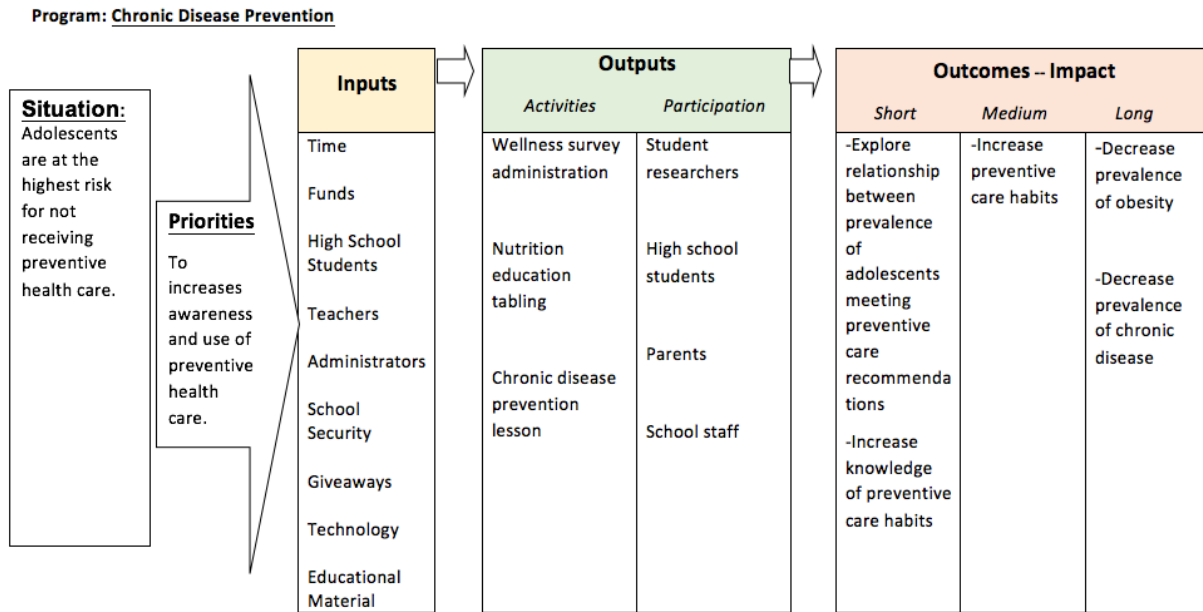 Program: Chronic Disease Prevention
Situation:
Adolescents
are at the
highest risk
for not
receiving
preventive
health care.
Priorities
To
increases
awareness
and use of
preventive
health
care.
Inputs
Time
Funds
High School
Students
Teachers
Administrators
School
Security
Giveaways
Technology
Educational
Material
Outputs
Activities
Wellness survey
administration
Nutrition
education
tabling
Chronic disease
prevention
lesson
Participation
Student
researchers
High school
students
Parents
School staff
Outcomes -- Impact
Short
-Explore
relationship
between
prevalence
of
adolescents
meeting
preventive
care
recommenda
tions
-Increase
knowledge
of preventive
care habits
Medium
-Increase
preventive
care habits
Long
-Decrease
prevalence
of obesity
-Decrease
prevalence
of chronic
disease